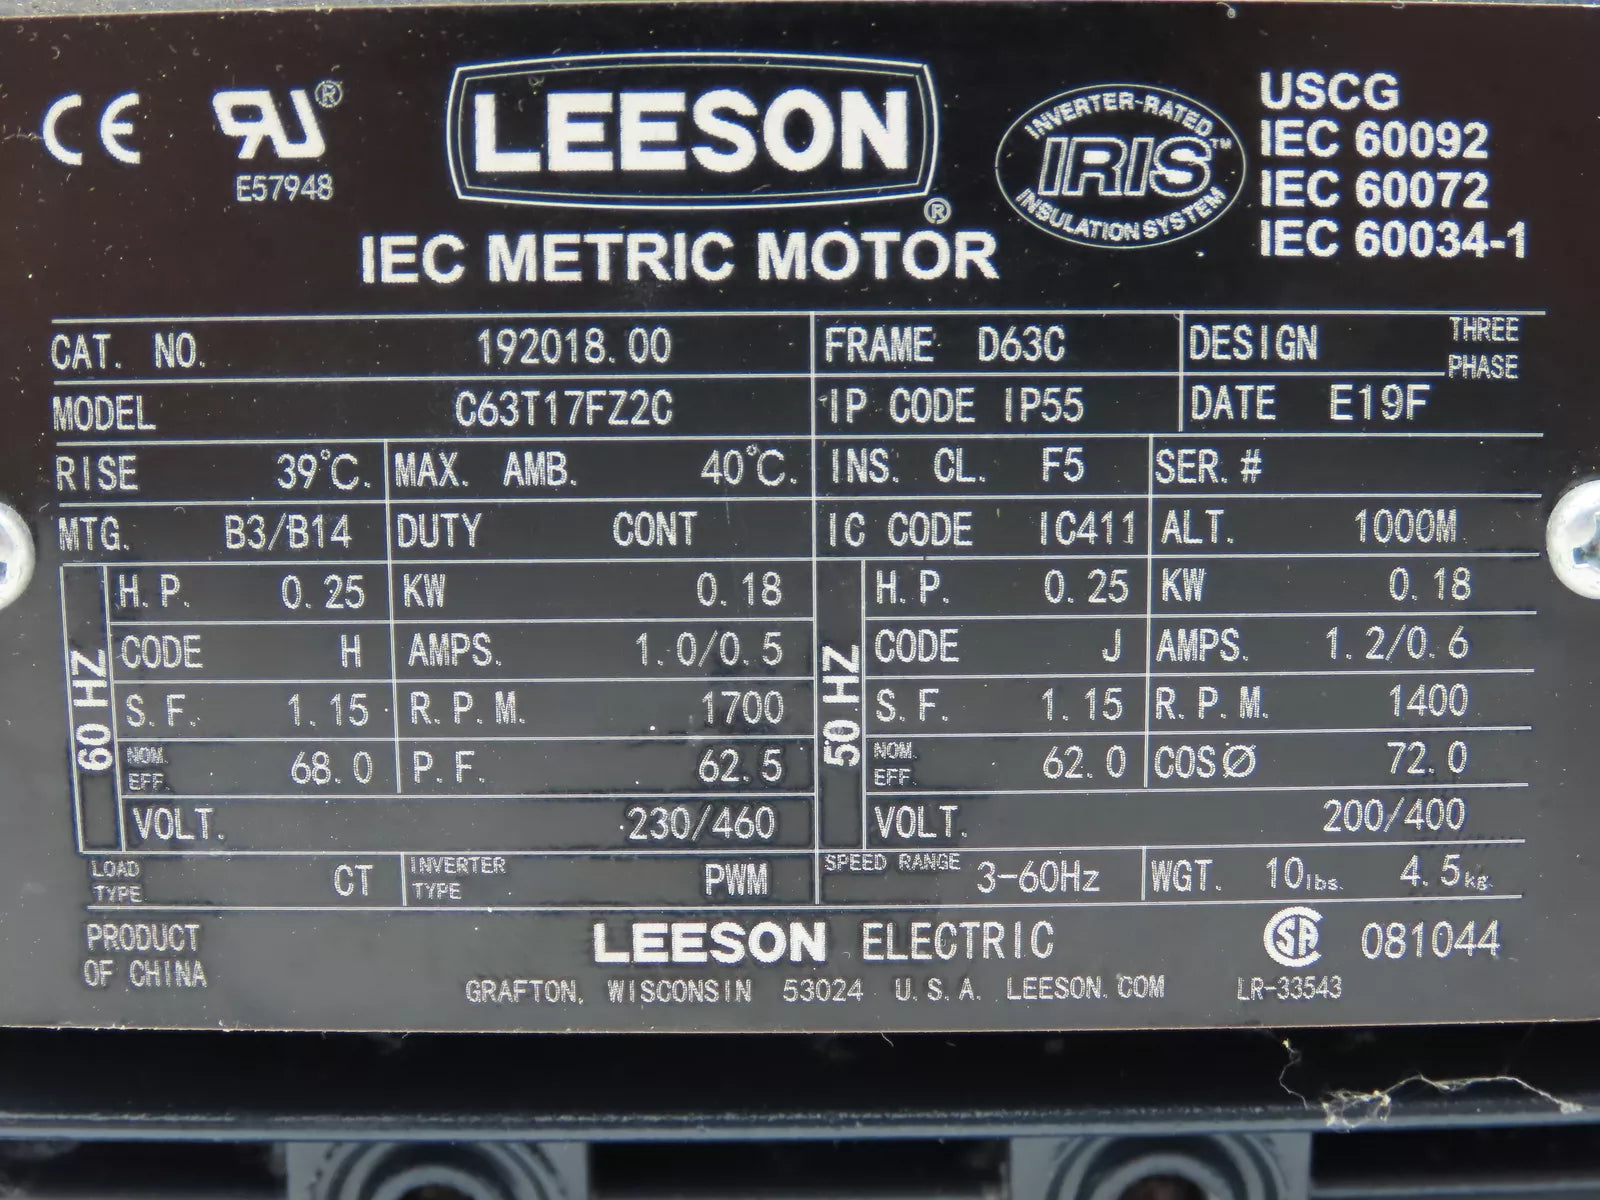 CE RU® E57948
LEESON®
IEC METRIC MOTOR
INVERTER-RATED
IRIS™
INSULATION SYSTEM
USCG
IEC 60092
IEC 60072
IEC 60034-1
CAT. NO. 192018.00 FRAME D63C DESIGN THREE PHASE
MODEL C63T17FZ2C IP CODE IP55 DATE E19F
RISE 39°C. MAX. AMB. 40°C. INS. CL. F5 SER.#
MTG. B3/B14 DUTY CONT IC CODE IC411 ALT. 1000M
60 HZ
H.P. 0.25 KW 0.18
CODE H AMPS. 1.0/0.5
S.F. 1.15 R.P.M. 1700
NOM. EFF. 68.0 P.F. 62.5
VOLT. 230/460
50 HZ
H.P. 0.25 KW 0.18
CODE J AMPS. 1.2/0.6
S.F. 1.15 R.P.M. 1400
NOM. EFF. 62.0 COSØ 72.0
VOLT. 200/400
LOAD TYPE CT INVERTER TYPE PWM SPEED RANGE 3-60Hz WGT. 10lbs. 4.5kg.
PRODUCT OF CHINA
LEESON ELECTRIC
GRAFTON, WISCONSIN 53024 U.S.A. LEESON.COM
SA 081044
LR-33543